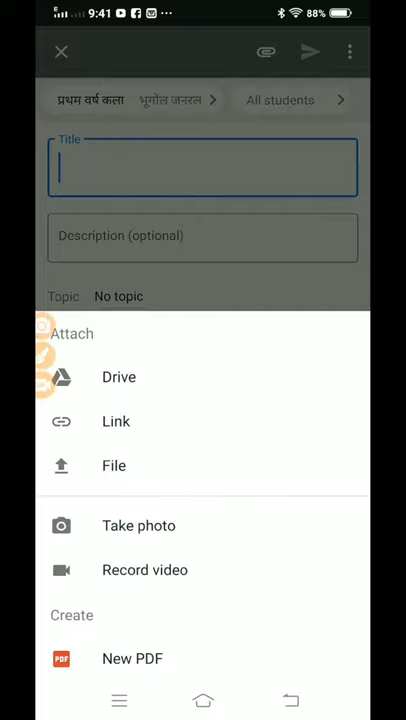 9:41
88%
प्रथम वर्ष कला भूगोल जनरल
All students
Title
Description (optional)
Topic No topic
Attach
Drive
Link
File
Take photo
Record video
Create
PDF New PDF